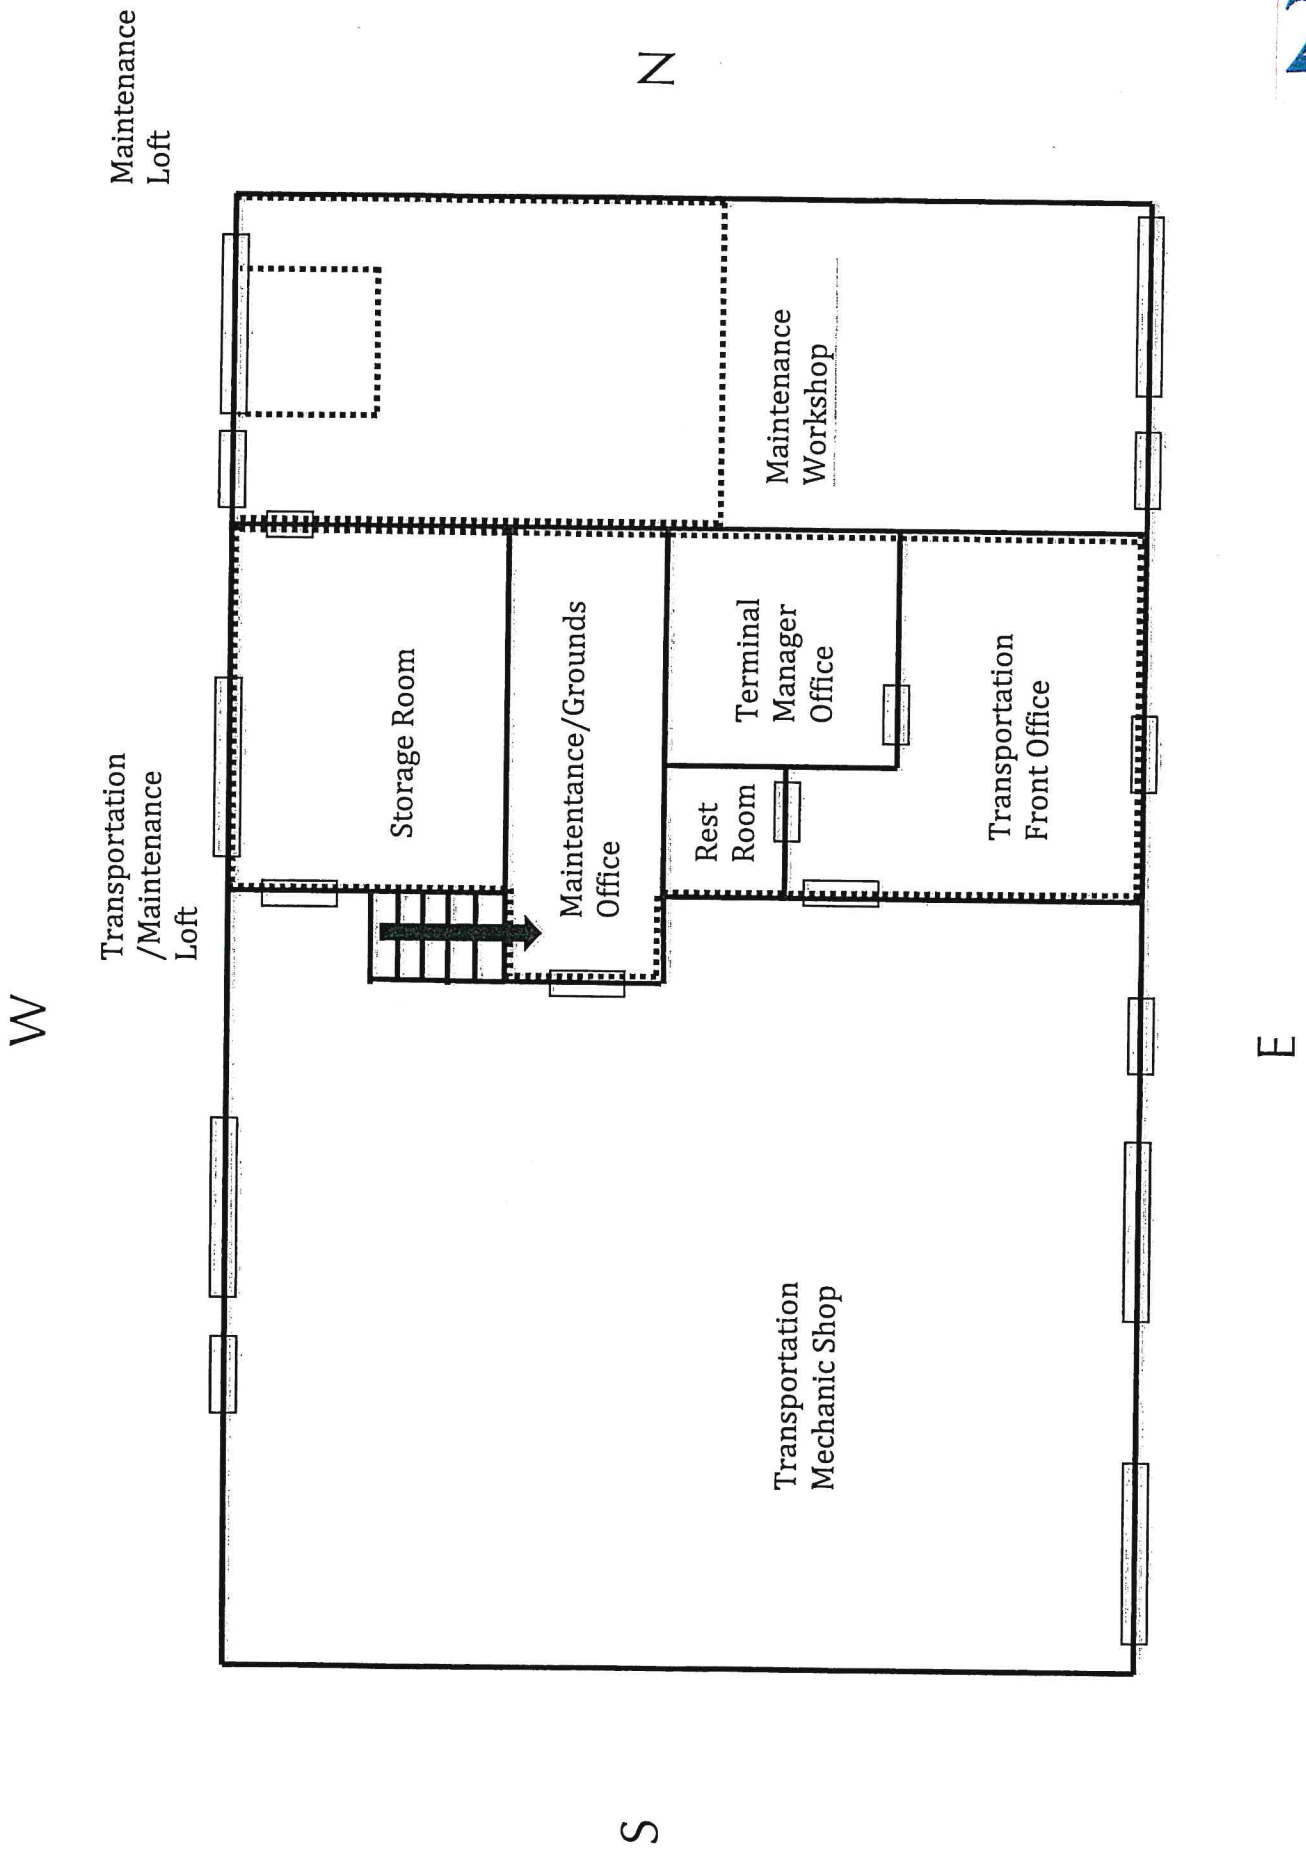 W
Transportation
/Maintenance
Loft
Maintenance
Loft
Storage Room
Maintentance/Grounds
Office
S
N
Rest
Room
Terminal
Manager
Office
Maintenance
Workshop
Transportation
Mechanic Shop
Transportation
Front Office
E